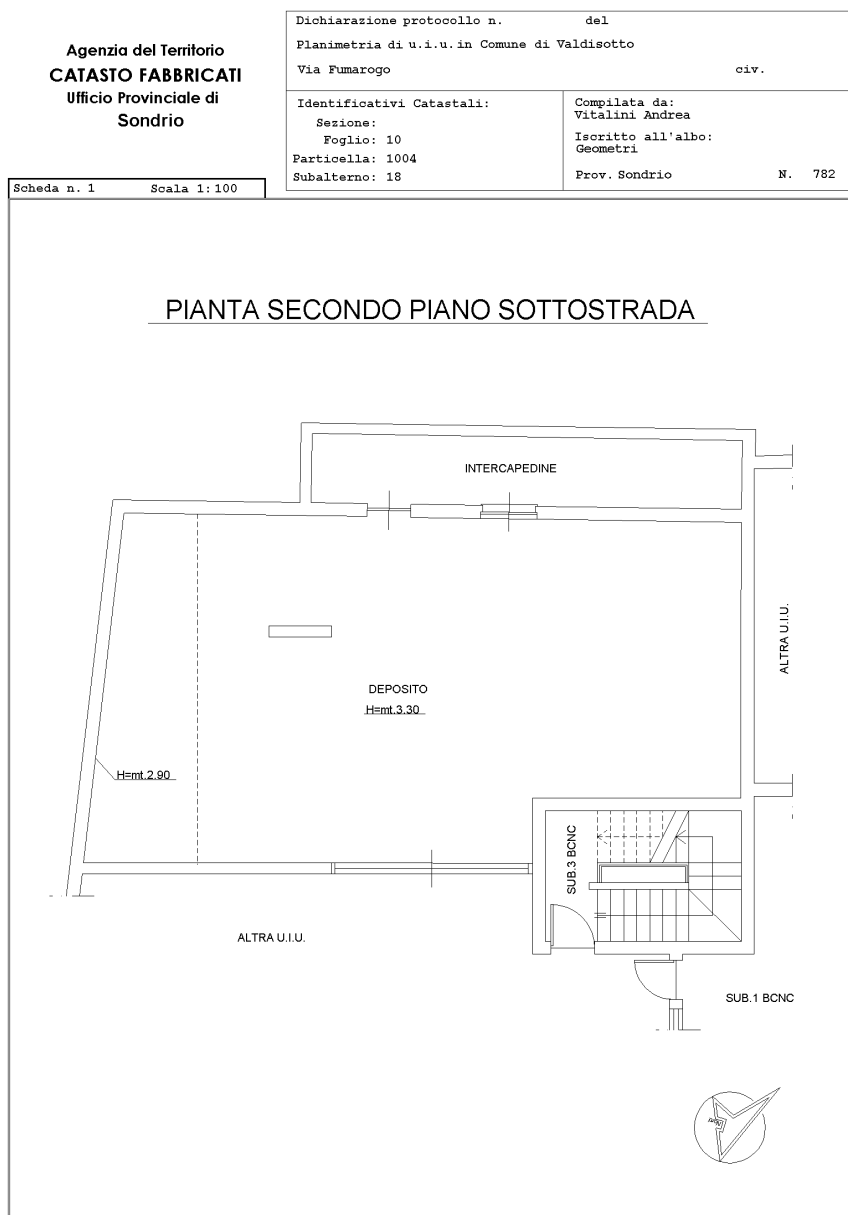 Agenzia del Territorio
CATASTO FABBRICATI
Ufficio Provinciale di
Sondrio
Dichiarazione protocollo n. del
Planimetria di u.i.u. in Comune di Valdisotto
Via Fumarogo civ.
Identificativi Catastali:
Sezione:
Foglio: 10
Particella: 1004
Subalterno: 18
Compilata da:
Vitalini Andrea
Iscritto all'albo:
Geometri
Prov. Sondrio N. 782
Scheda n. 1 Scala 1:100
PIANTA SECONDO PIANO SOTTOSTRADA
INTERCAPEDINE
ALTRA U.I.U.
DEPOSITO
H=mt.3.30
H=mt.2.90
SUB.3 BCNC
ALTRA U.I.U.
SUB.1 BCNC